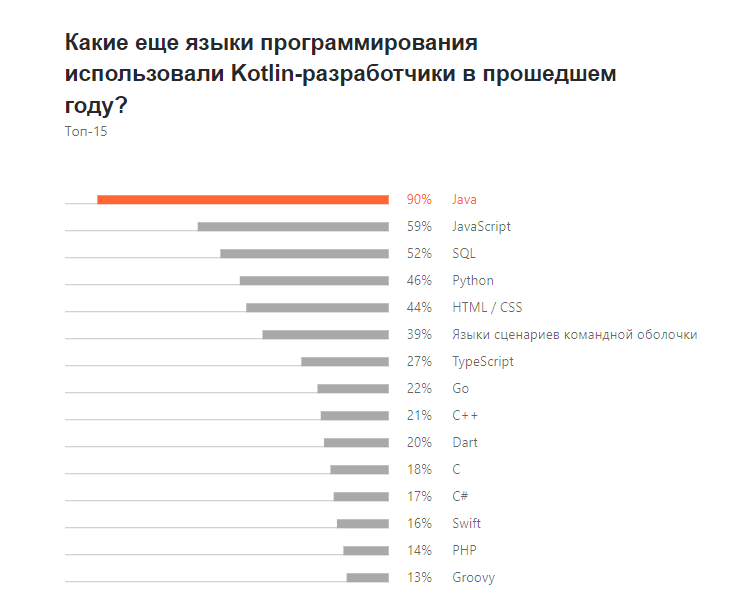 Какие еще языки программирования
использовали Kotlin-разработчики в прошедшем
году?
Топ-15
90% Java
59% JavaScript
52% SQL
46% Python
44% HTML / CSS
39% Языки сценариев командной оболочки
27% TypeScript
22% Go
21% C++
20% Dart
18% C
17% C#
16% Swift
14% PHP
13% Groovy